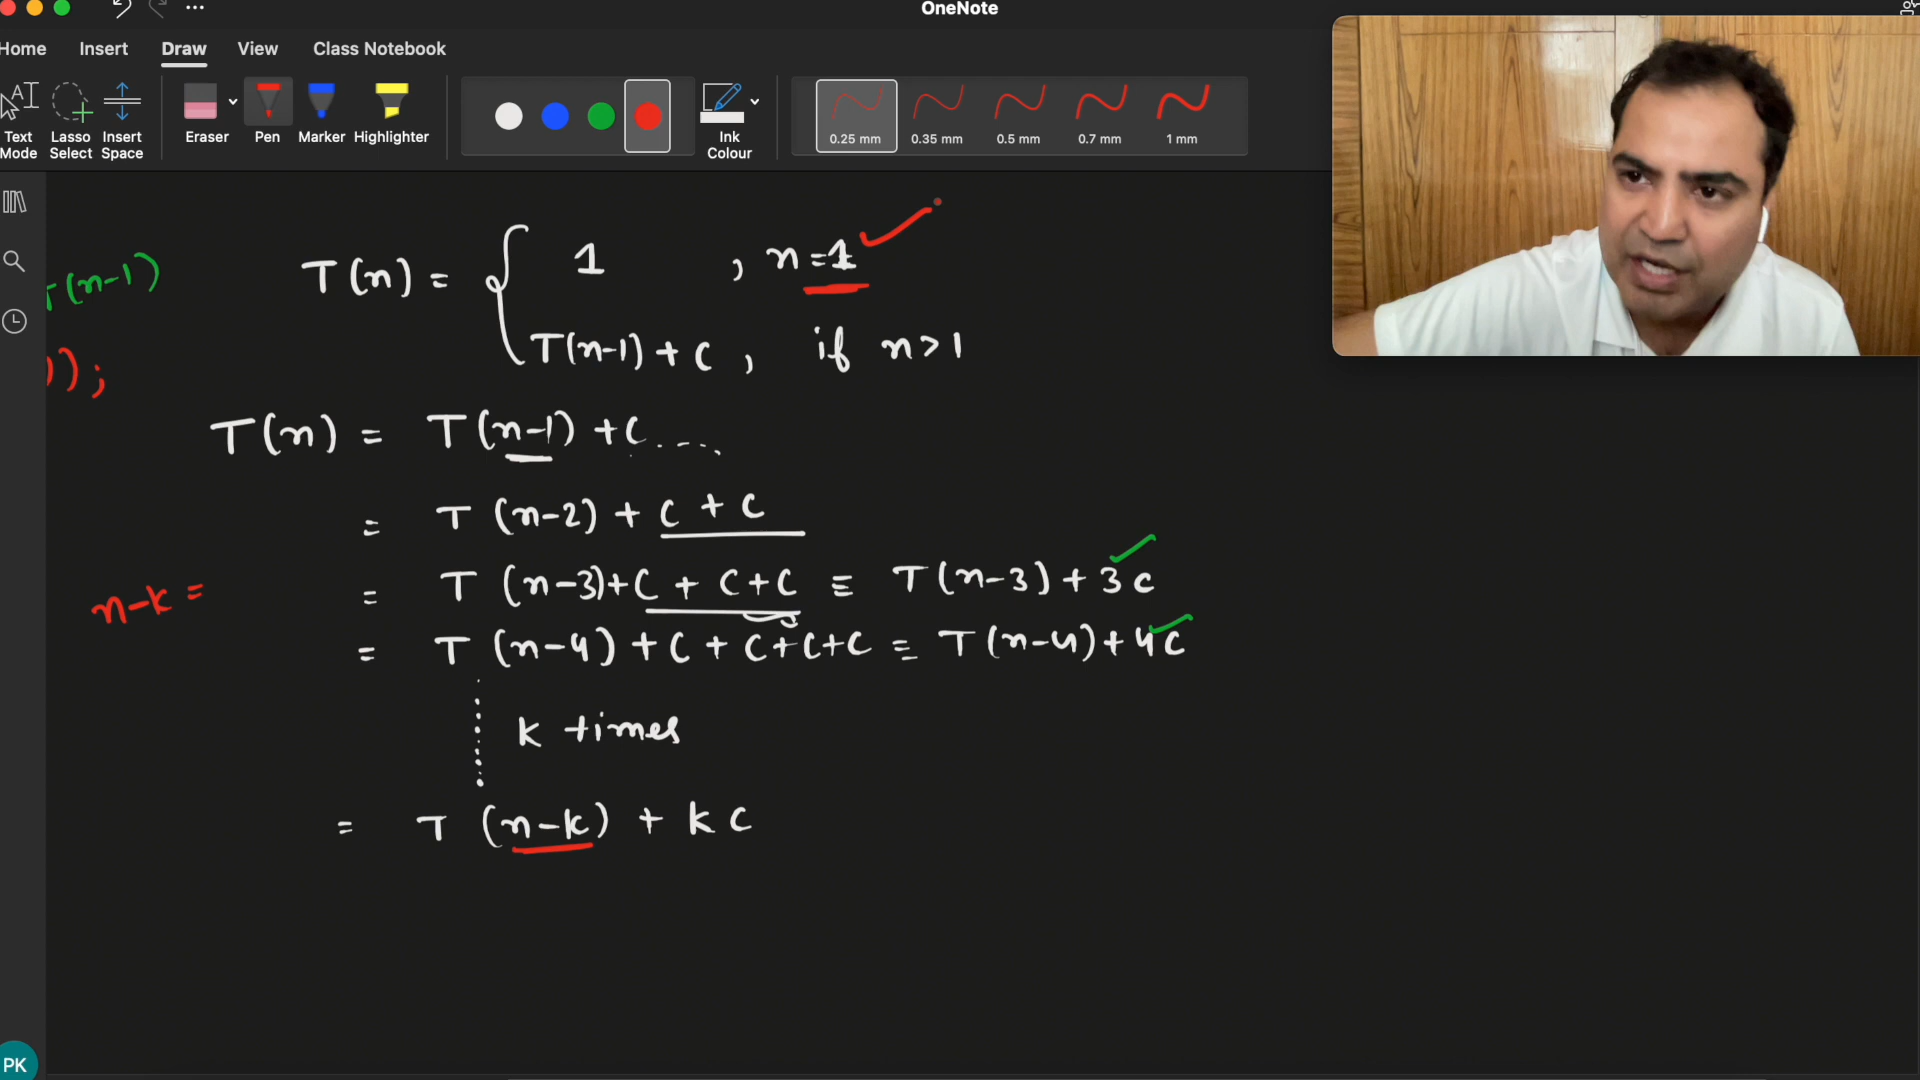 OneNote
Home Insert Draw View Class Notebook
Text Mode Lasso Select Insert Space Eraser Pen Marker Highlighter Ink Colour 0.25 mm 0.35 mm 0.5 mm 0.7 mm 1 mm
T(n-1)
));
T(n) = { 1 , n=1
T(n-1) + C , if n>1
T(n) = T(n-1) + C ....
= T(n-2) + C + C
= T(n-3)+C + C+C ≡ T(n-3) + 3C
n-k =
= T(n-4) + C + C+C+C ≡ T(n-4) + 4C
k times
= T(n-k) + kC
PK